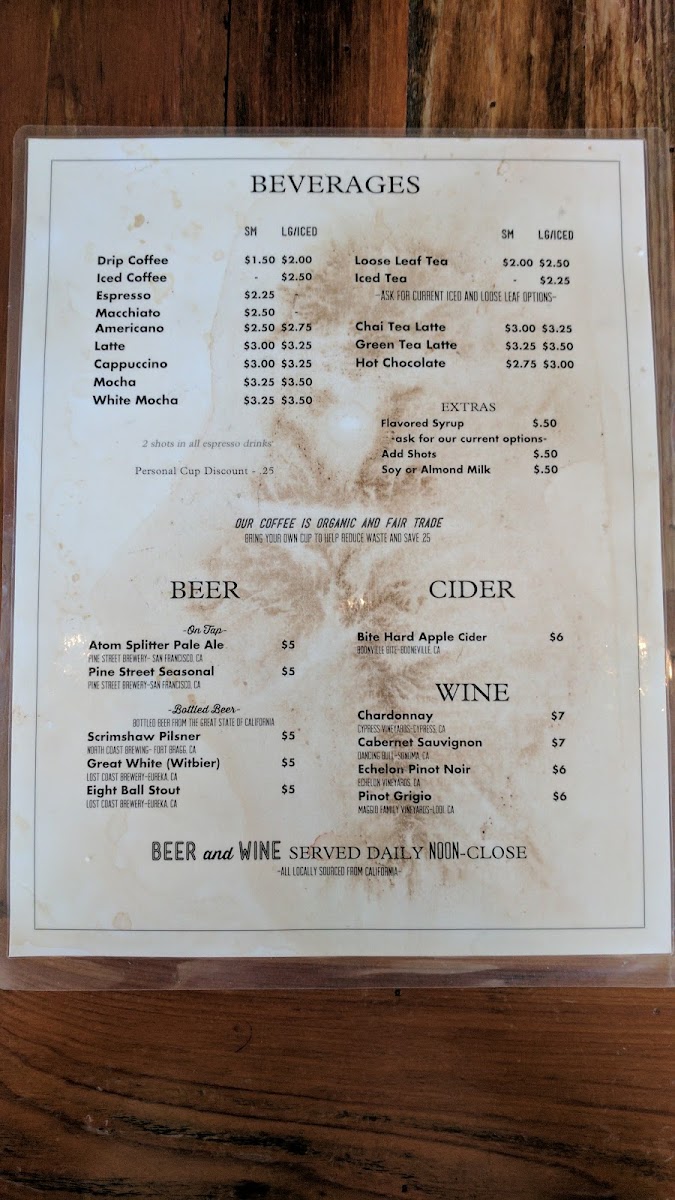 BEVERAGES
SM LG/ICED
Drip Coffee $1.50 $2.00
Iced Coffee - $2.50
Espresso $2.25 -
Macchiato $2.50 -
Americano $2.50 $2.75
Latte $3.00 $3.25
Cappuccino $3.00 $3.25
Mocha $3.25 $3.50
White Mocha $3.25 $3.50
2 shots in all espresso drinks
Personal Cup Discount - .25
SM LG/ICED
Loose Leaf Tea $2.00 $2.50
Iced Tea - $2.25
-ASK FOR CURRENT ICED AND LOOSE LEAF OPTIONS-
Chai Tea Latte $3.00 $3.25
Green Tea Latte $3.25 $3.50
Hot Chocolate $2.75 $3.00
EXTRAS
Flavored Syrup $.50
-ask for our current options-
Add Shots $.50
Soy or Almond Milk $.50
OUR COFFEE IS ORGANIC AND FAIR TRADE
BRING YOUR OWN CUP TO HELP REDUCE WASTE AND SAVE 25
BEER
-On Tap-
Atom Splitter Pale Ale $5
PINE STREET BREWERY- SAN FRANCISCO, CA
Pine Street Seasonal $5
PINE STREET BREWERY-SAN FRANCISCO, CA
-Bottled Beer-
BOTTLED BEER FROM THE GREAT STATE OF CALIFORNIA
Scrimshaw Pilsner $5
NORTH COAST BREWING- FORT BRAGG, CA
Great White (Witbier) $5
LOST COAST BREWERY-EUREKA, CA
Eight Ball Stout $5
LOST COAST BREWERY-EUREKA, CA
CIDER
Bite Hard Apple Cider $6
BOONVILLE BITE-BOONEVILLE, CA
WINE
Chardonnay $7
CYPRESS VINEYARDS-CYPRESS, CA
Cabernet Sauvignon $7
DANCING BULL-SONOMA, CA
Echelon Pinot Noir $6
ECHELON VINEYARDS, CA
Pinot Grigio $6
MAGGIO FAMILY VINEYARDS-LODI, CA
BEER and WINE SERVED DAILY NOON-CLOSE
-ALL LOCALLY SOURCED FROM CALIFORNIA-